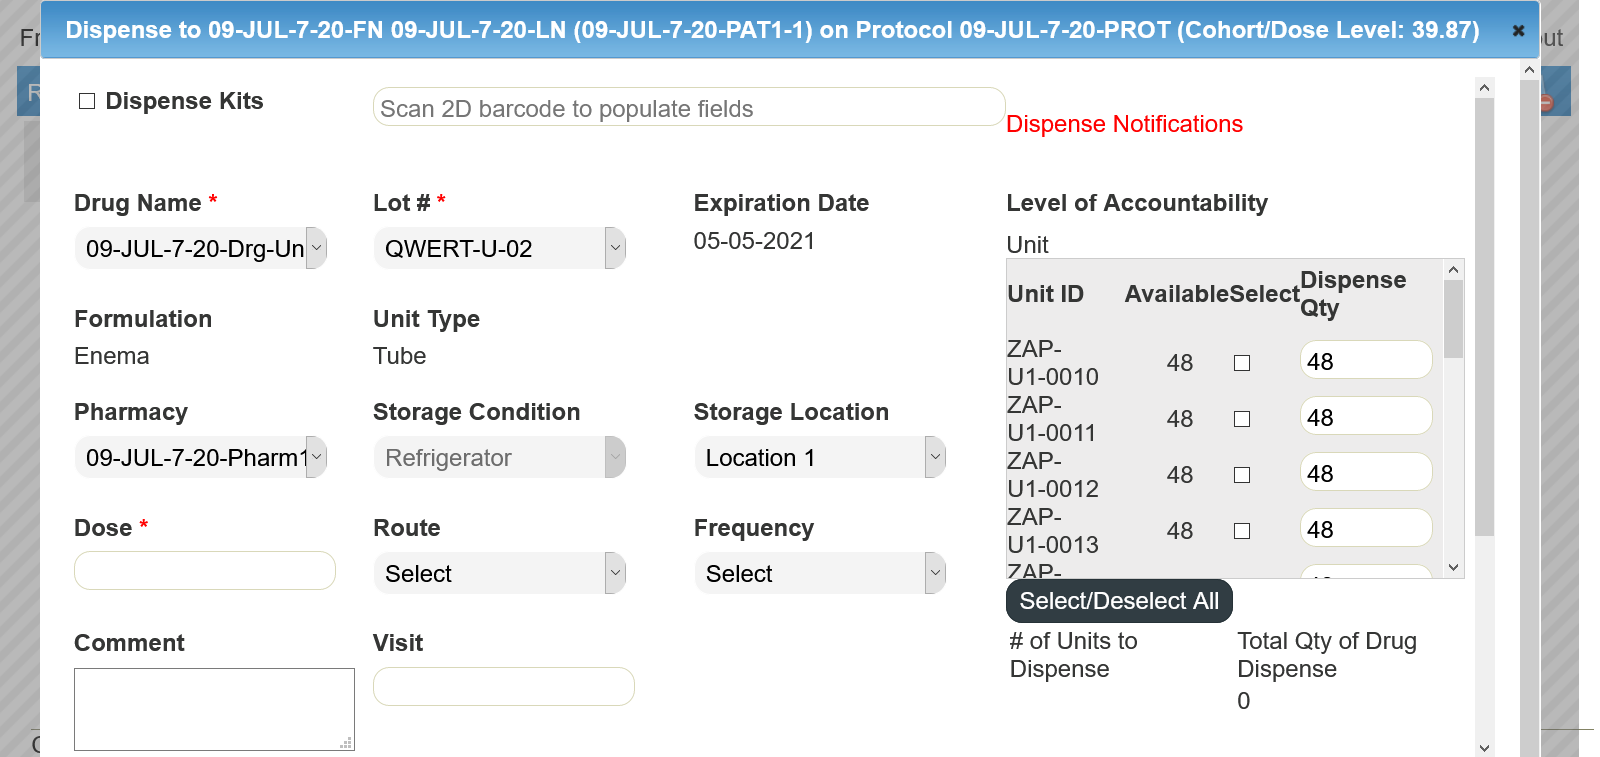 Dispense to 09-JUL-7-20-FN 09-JUL-7-20-LN (09-JUL-7-20-PAT1-1) on Protocol 09-JUL-7-20-PROT (Cohort/Dose Level: 39.87)
Dispense Kits
Scan 2D barcode to populate fields
Dispense Notifications
Drug Name *
Lot # *
Expiration Date
Level of Accountability
09-JUL-7-20-Drg-Un
QWERT-U-02
05-05-2021
Unit
Unit ID
Available
Select
Dispense
Qty
Formulation
Unit Type
Enema
Tube
ZAP-
U1-0010
48
48
ZAP-
U1-0011
48
48
ZAP-
U1-0012
48
48
ZAP-
U1-0013
48
48
ZAP-
Pharmacy
Storage Condition
Storage Location
09-JUL-7-20-Pharm1
Refrigerator
Location 1
Dose *
Route
Frequency
Select
Select
Select/Deselect All
Comment
Visit
# of Units to
Dispense
Total Qty of Drug
Dispense
0